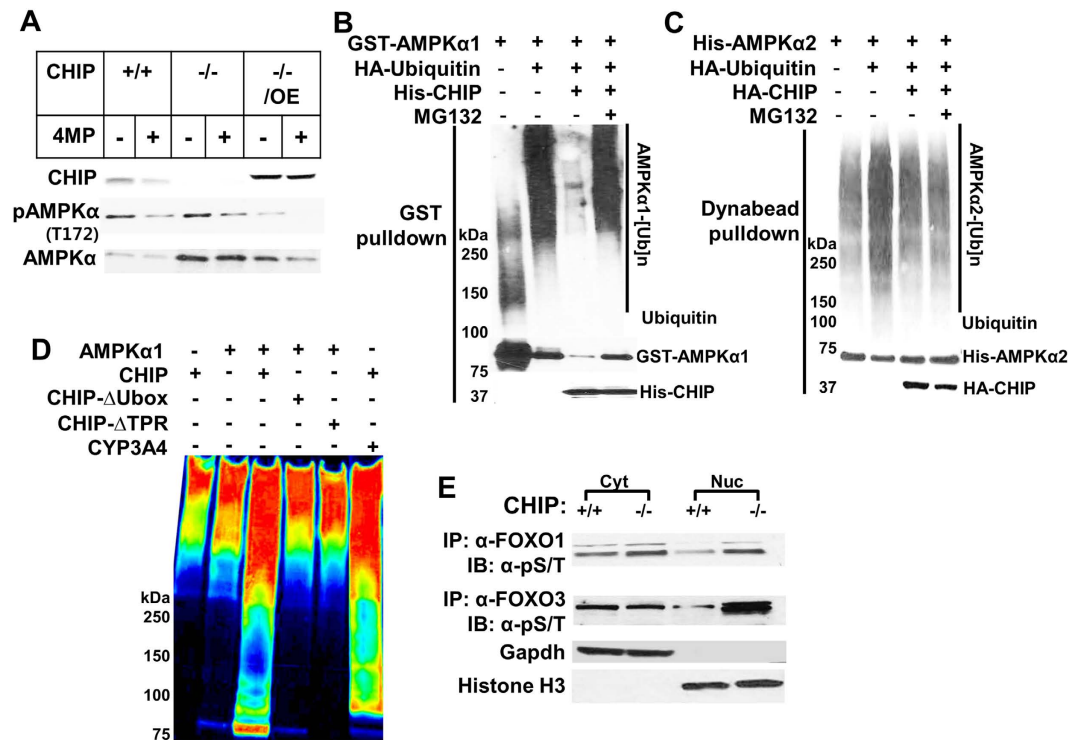 A
CHIP +/+ -/- -/-
/OE
4MP - + - + - +
CHIP
pAMPKα
(T172)
AMPKα
B
GST-AMPKα1 + + + +
HA-Ubiquitin - + + +
His-CHIP - - + +
MG132 - - - +
GST
pulldown
kDa
250
150
100
75
37
AMPKα1-[Ub]n
Ubiquitin
GST-AMPKα1
His-CHIP
C
His-AMPKα2 + + + +
HA-Ubiquitin - + + +
HA-CHIP - - + +
MG132 - - - +
Dynabead
pulldown
kDa
250
150
100
75
37
AMPKα2-[Ub]n
Ubiquitin
His-AMPKα2
HA-CHIP
D
AMPKα1 - + + + + -
CHIP + - + - - +
CHIP-ΔUbox - - - + - -
CHIP-ΔTPR - - - - + -
CYP3A4 - - - - - +
kDa
250
150
100
75
E
Cyt Nuc
CHIP: +/+ -/- +/+ -/-
IP: α-FOXO1
IB: α-pS/T
IP: α-FOXO3
IB: α-pS/T
Gapdh
Histone H3